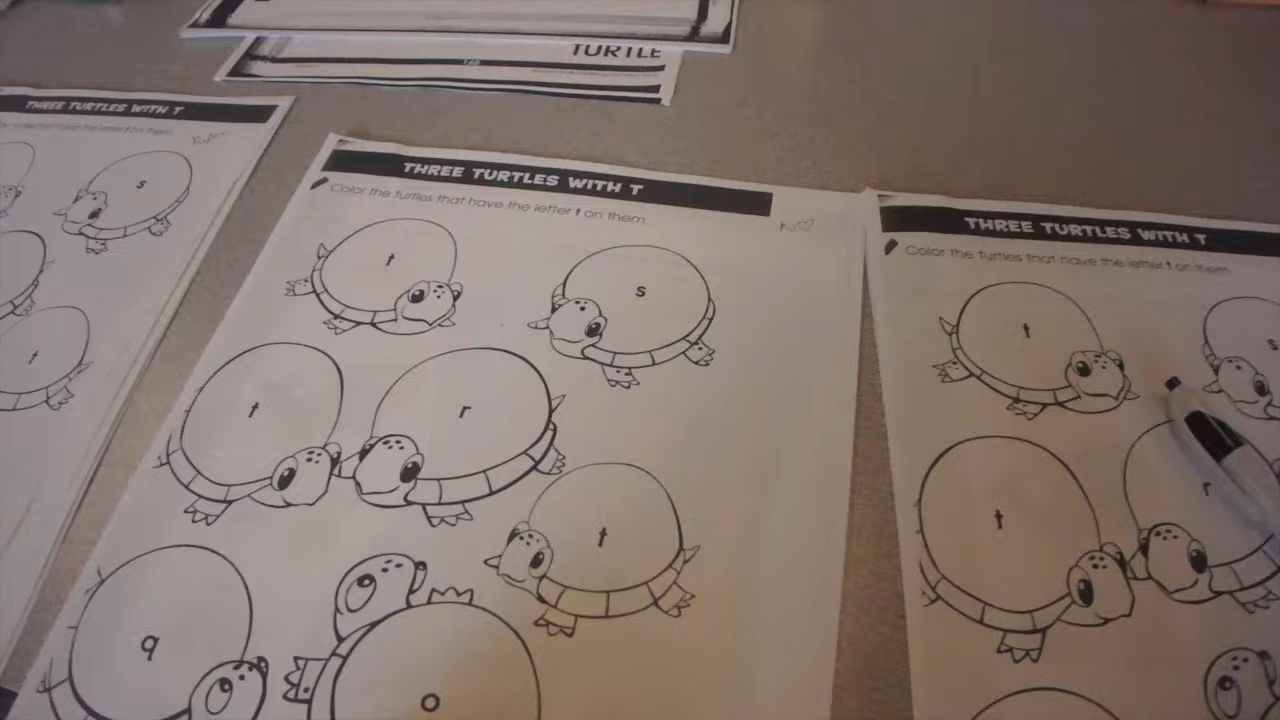 TURTLE
THREE TURTLES WITH T
s
t
THREE TURTLES WITH T
Color the turtles that have the letter t on them.
t
s
t
r
t
q
o
THREE TURTLES WITH T
Color the turtles that have the letter t on them.
t
s
t
r